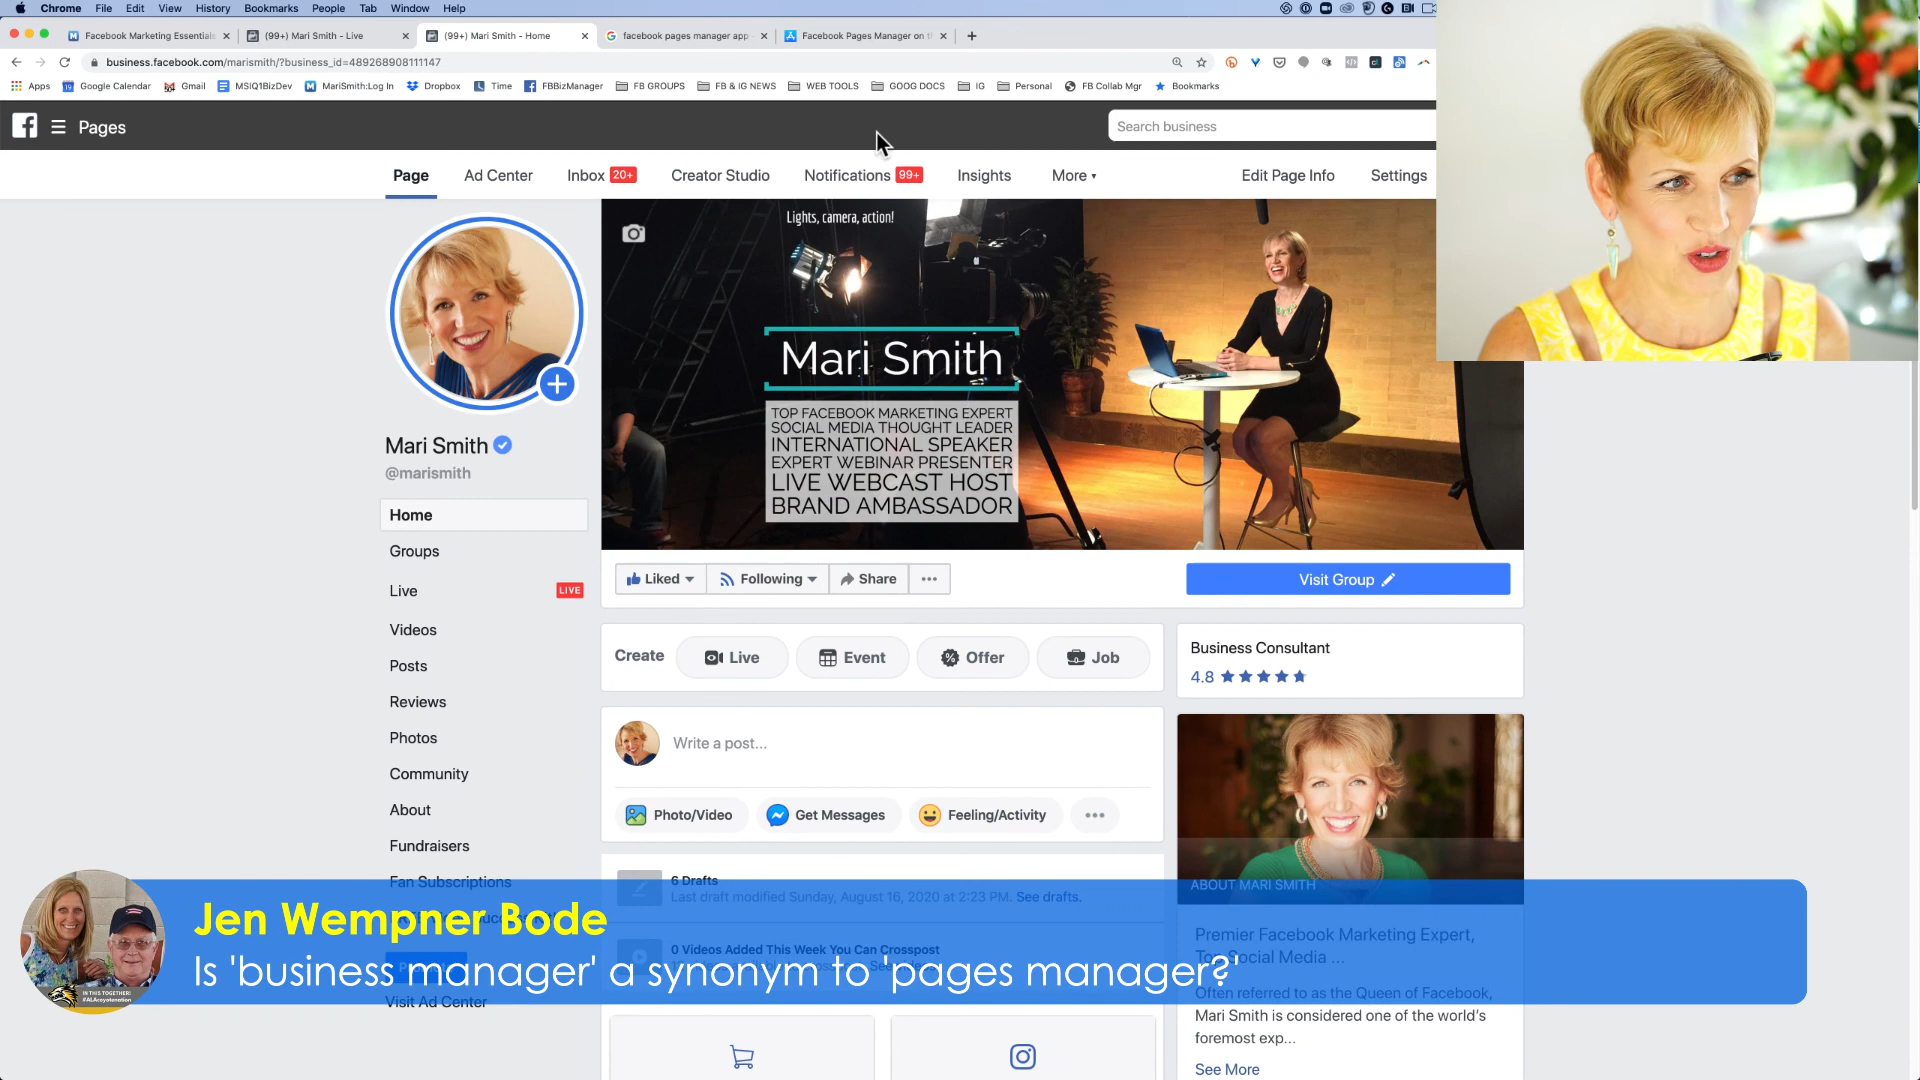 Chrome File Edit View History Bookmarks People Tab Window Help
Facebook Marketing Essentials
(99+) Mari Smith - Live
(99+) Mari Smith - Home
facebook pages manager app
Facebook Pages Manager on
business.facebook.com/marismith/?business_id=489268908111147
Apps Google Calendar Gmail MSIQ1BizDev MariSmith:Log In Dropbox Time FBBizManager FB GROUPS FB & IG NEWS WEB TOOLS GOOG DOCS IG Personal FB Collab Mgr Bookmarks
Pages
Search business
Page Ad Center Inbox 20+ Creator Studio Notifications 99+ Insights More Edit Page Info Settings
Lights, camera, action!
Mari Smith
TOP FACEBOOK MARKETING EXPERT
SOCIAL MEDIA THOUGHT LEADER
INTERNATIONAL SPEAKER
EXPERT WEBINAR PRESENTER
LIVE WEBCAST HOST
BRAND AMBASSADOR
Mari Smith
@marismith
Home
Groups
Live LIVE
Videos
Posts
Reviews
Photos
Community
About
Fundraisers
Fan Subscriptions
Visit Ad Center
Liked Following Share ...
Visit Group
Create Live Event Offer Job
Write a post...
Photo/Video Get Messages Feeling/Activity
6 Drafts
Last draft modified Sunday, August 16, 2020 at 2:23 PM. See drafts.
0 Videos Added This Week You Can Crosspost
Business Consultant
4.8
ABOUT MARI SMITH
Premier Facebook Marketing Expert,
Top Social Media ...
Often referred to as the Queen of Facebook,
Mari Smith is considered one of the world's
foremost exp...
See More
Jen Wempner Bode
Is 'business manager' a synonym to 'pages manager?'
IN THIS TOGETHER!